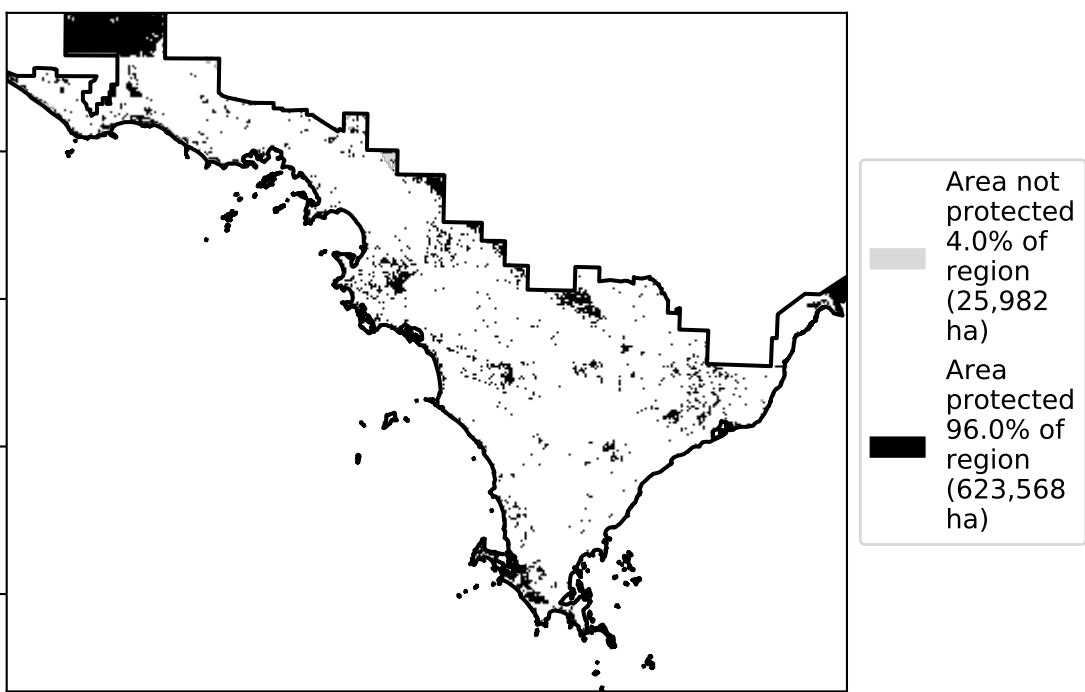 Area not
protected
4.0% of
region
(25,982
ha)
Area
protected
96.0% of
region
(623,568
ha)